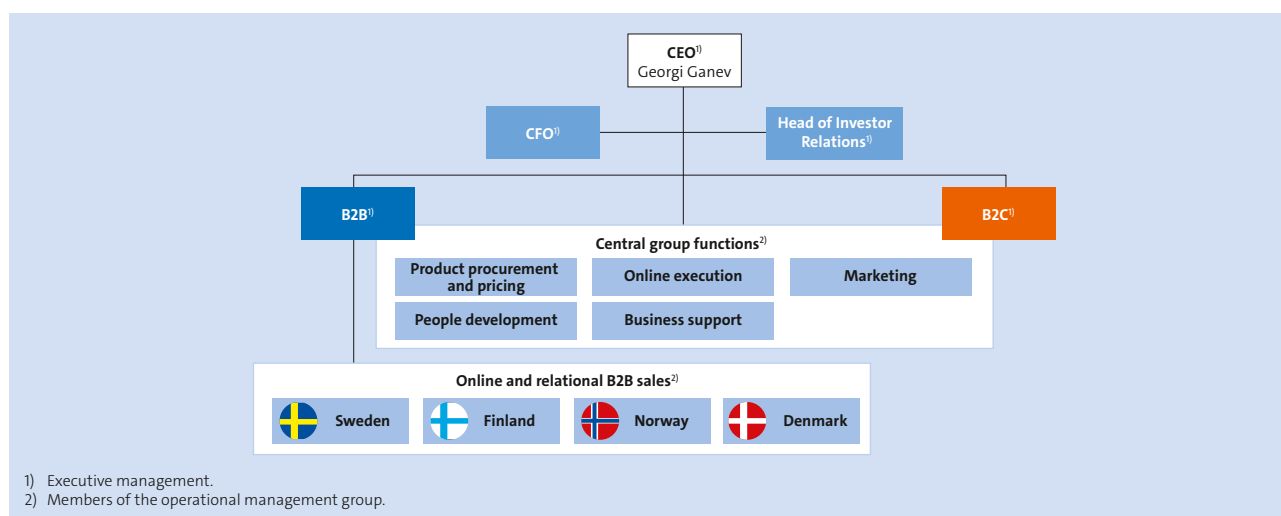 CEO1)
Georgi Ganev
CFO1)
Head of Investor
Relations1)
B2B1)
B2C1)
Central group functions2)
Product procurement
and pricing
Online execution
Marketing
People development
Business support
Online and relational B2B sales2)
Sweden
Finland
Norway
Denmark
1) Executive management.
2) Members of the operational management group.